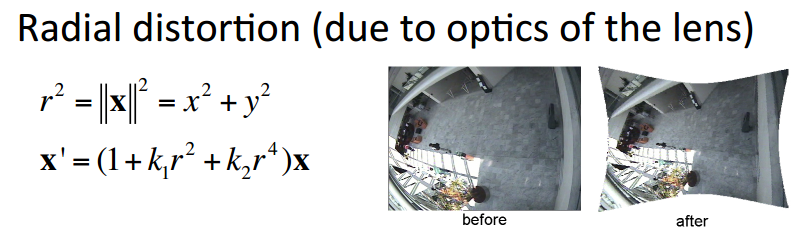 Radial distortion (due to optics of the lens)
r² = ‖x‖² = x² + y²
x' = (1 + k₁r² + k₂r⁴)x
before
after